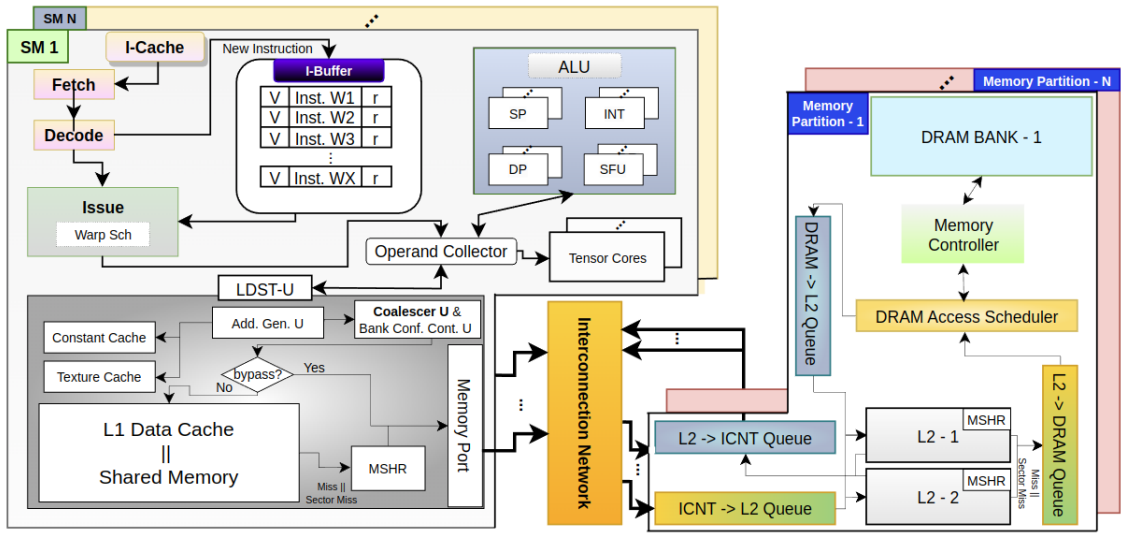 SM N
SM 1
I-Cache
New Instruction
Fetch
Decode
I-Buffer
V Inst. W1 r
V Inst. W2 r
V Inst. W3 r
V Inst. WX r
ALU
SP
INT
DP
SFU
Issue
Warp Sch
Operand Collector
Tensor Cores
LDST-U
Add. Gen. U
Coalescer U &
Bank Conf. Cont. U
Constant Cache
Texture Cache
bypass?
Yes
No
L1 Data Cache
||
Shared Memory
MSHR
Miss ||
Sector Miss
Memory Port
Interconnection Network
Memory Partition - N
Memory
Partition - 1
DRAM BANK - 1
Memory
Controller
DRAM Access Scheduler
DRAM -> L2 Queue
L2 -> ICNT Queue
ICNT -> L2 Queue
MSHR
L2 - 1
MSHR
L2 - 2
Miss ||
Sector Miss
L2 -> DRAM Queue